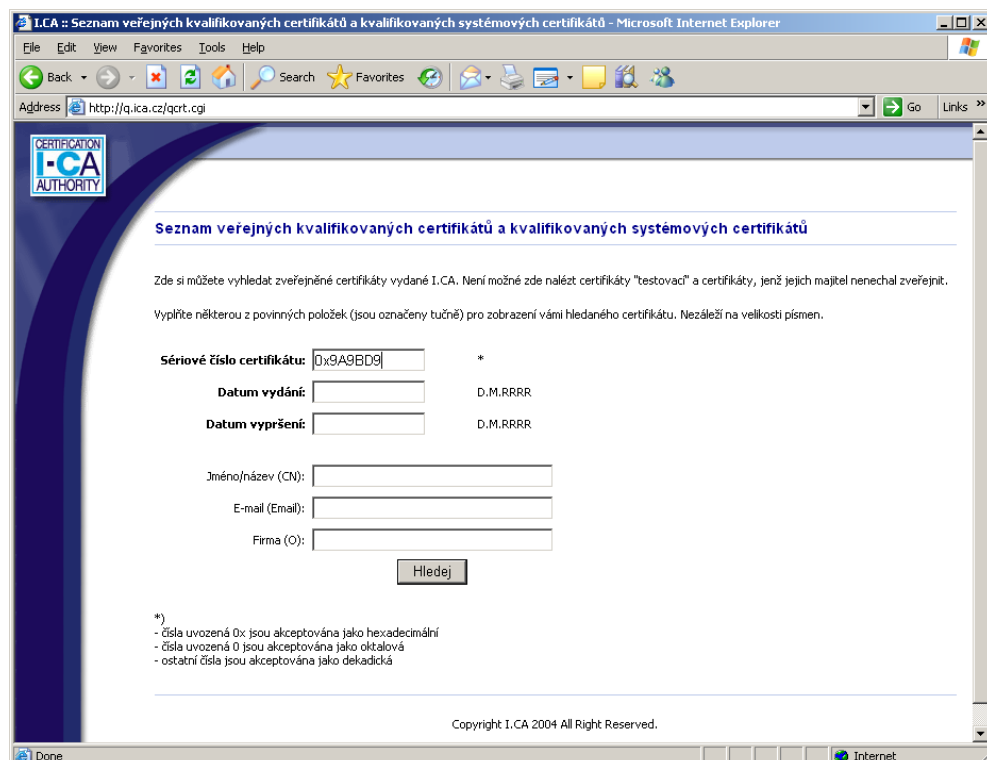 I.CA :: Seznam veřejných kvalifikovaných certifikátů a kvalifikovaných systémových certifikátů - Microsoft Internet Explorer
File Edit View Favorites Tools Help
Back Search Favorites
Address http://q.ica.cz/qcrt.cgi Go Links »
CERTIFICATION
I-CA
AUTHORITY
Seznam veřejných kvalifikovaných certifikátů a kvalifikovaných systémových certifikátů
Zde si můžete vyhledat zveřejněné certifikáty vydané I.CA. Není možné zde nalézt certifikáty "testovací" a certifikáty, jenž jejich majitel nenechal zveřejnit.
Vyplňte některou z povinných položek (jsou označeny tučně) pro zobrazení vámi hledaného certifikátu. Nezáleží na velikosti písmen.
Sériové číslo certifikátu: 0x9A9BD9 *
Datum vydání: D.M.RRRR
Datum vypršení: D.M.RRRR
Jméno/název (CN):
E-mail (Email):
Firma (O):
Hledej
*)
- čísla uvozená 0x jsou akceptována jako hexadecimální
- čísla uvozená 0 jsou akceptována jako oktalová
- ostatní čísla jsou akceptována jako dekadická
Copyright I.CA 2004 All Right Reserved.
Done Internet